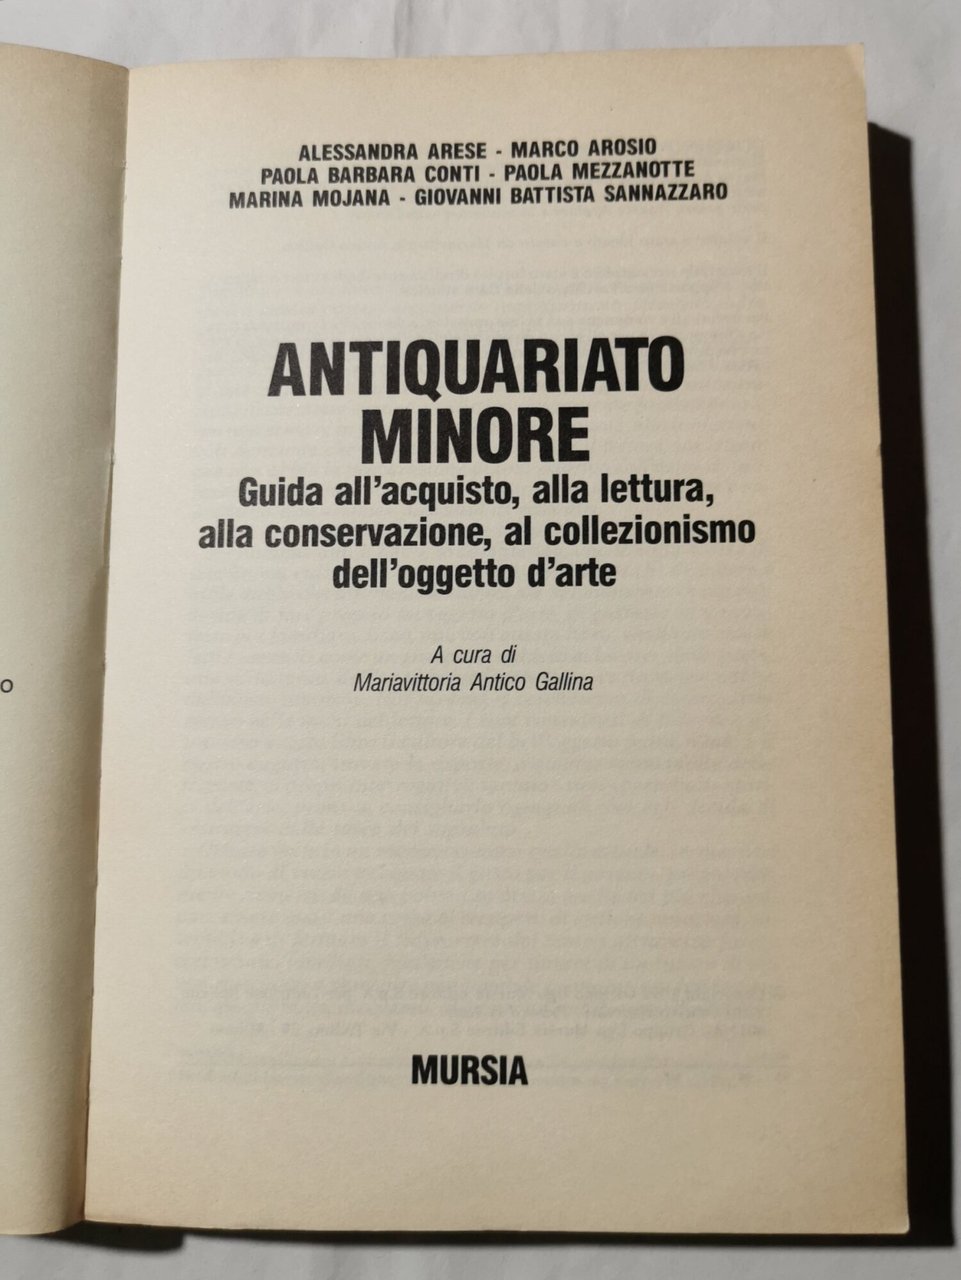 ALESSANDRA ARESE - MARCO AROSIO
PAOLA BARBARA CONTI - PAOLA MEZZANOTTE
MARINA MOJANA - GIOVANNI BATTISTA SANNAZZARO
ANTIQUARIATO
MINORE
Guida all'acquisto, alla lettura,
alla conservazione, al collezionismo
dell'oggetto d'arte
A cura di
Mariavittoria Antico Gallina
MURSIA